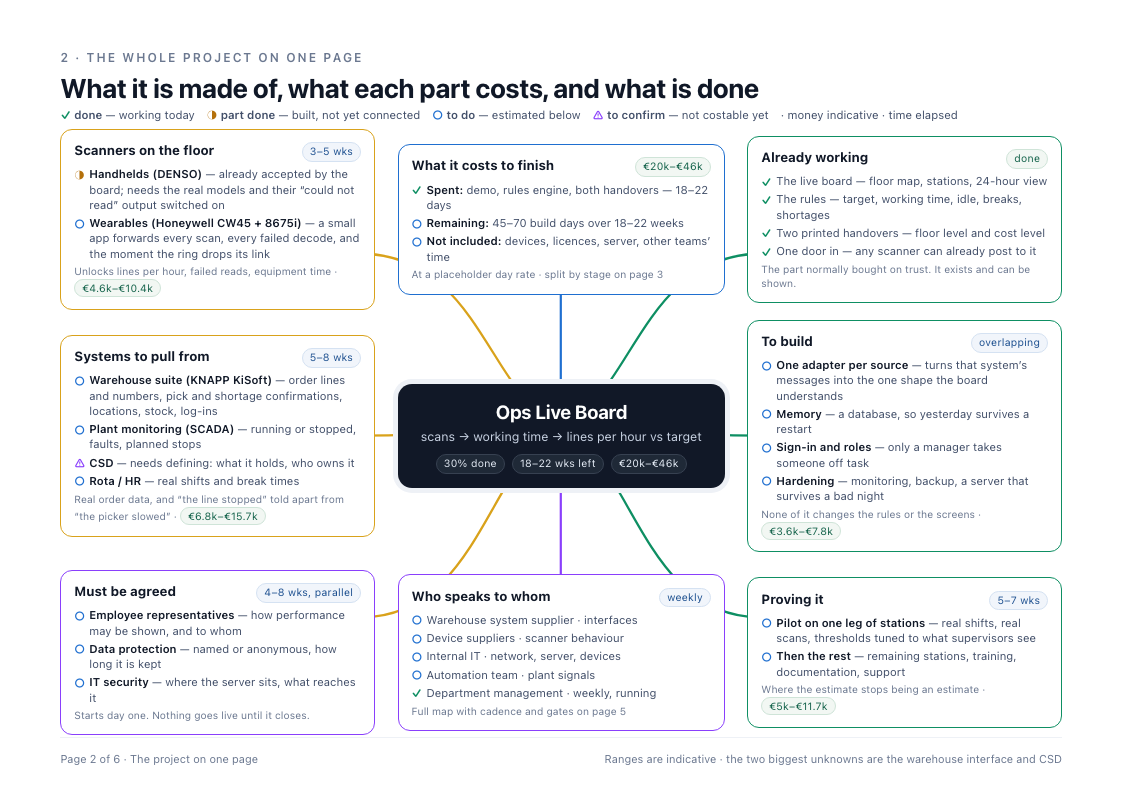 2 · THE WHOLE PROJECT ON ONE PAGE
What it is made of, what each part costs, and what is done
done — working today part done — built, not yet connected to do — estimated below to confirm — not costable yet · money indicative · time elapsed
Scanners on the floor
3–5 wks
Handhelds (DENSO) — already accepted by the
board; needs the real models and their “could not
read” output switched on
Wearables (Honeywell CW45 + 8675i) — a small
app forwards every scan, every failed decode, and
the moment the ring drops its link
Unlocks lines per hour, failed reads, equipment time ·
€4.6k–€10.4k
What it costs to finish
€20k–€46k
Spent: demo, rules engine, both handovers — 18–22
days
Remaining: 45–70 build days over 18–22 weeks
Not included: devices, licences, server, other teams’
time
At a placeholder day rate · split by stage on page 3
Already working
done
The live board — floor map, stations, 24-hour view
The rules — target, working time, idle, breaks,
shortages
Two printed handovers — floor level and cost level
One door in — any scanner can already post to it
The part normally bought on trust. It exists and can be
shown.
Systems to pull from
5–8 wks
Warehouse suite (KNAPP KiSoft) — order lines
and numbers, pick and shortage confirmations,
locations, stock, log-ins
Plant monitoring (SCADA) — running or stopped,
faults, planned stops
CSD — needs defining: what it holds, who owns it
Rota / HR — real shifts and break times
Real order data, and “the line stopped” told apart from
“the picker slowed” · €6.8k–€15.7k
Ops Live Board
scans → working time → lines per hour vs target
30% done 18–22 wks left €20k–€46k
To build
overlapping
One adapter per source — turns that system’s
messages into the one shape the board
understands
Memory — a database, so yesterday survives a
restart
Sign-in and roles — only a manager takes
someone off task
Hardening — monitoring, backup, a server that
survives a bad night
None of it changes the rules or the screens ·
€3.6k–€7.8k
Must be agreed
4–8 wks, parallel
Employee representatives — how performance
may be shown, and to whom
Data protection — named or anonymous, how
long it is kept
IT security — where the server sits, what reaches
it
Starts day one. Nothing goes live until it closes.
Who speaks to whom
weekly
Warehouse system supplier · interfaces
Device suppliers · scanner behaviour
Internal IT · network, server, devices
Automation team · plant signals
Department management · weekly, running
Full map with cadence and gates on page 5
Proving it
5–7 wks
Pilot on one leg of stations — real shifts, real
scans, thresholds tuned to what supervisors see
Then the rest — remaining stations, training,
documentation, support
Where the estimate stops being an estimate ·
€5k–€11.7k
Page 2 of 6 · The project on one page
Ranges are indicative · the two biggest unknowns are the warehouse interface and CSD